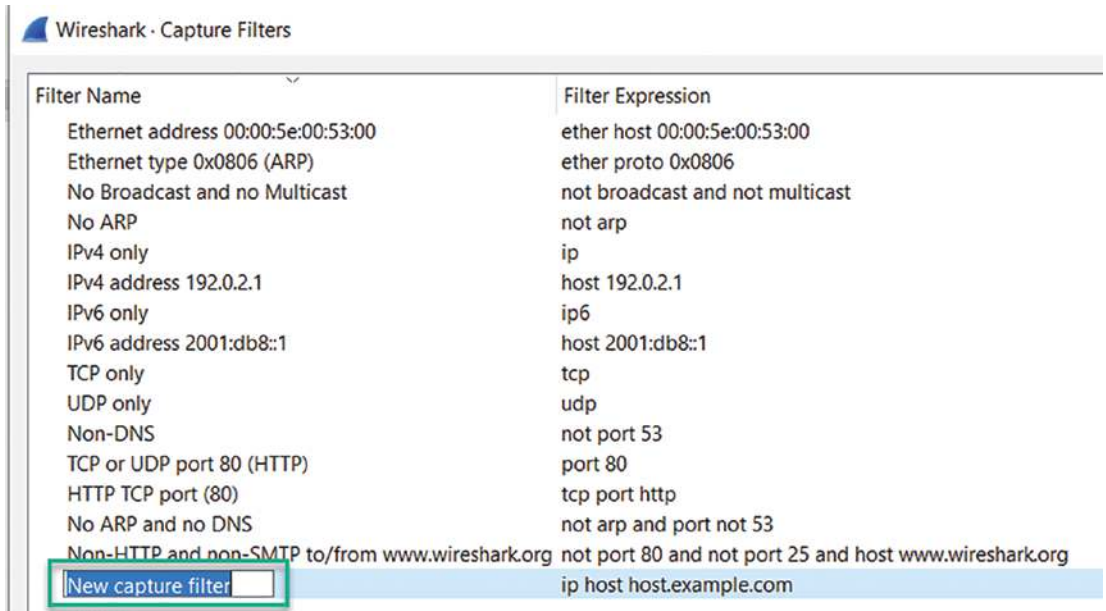 Wireshark · Capture Filters
Filter Name Filter Expression
Ethernet address 00:00:5e:00:53:00 ether host 00:00:5e:00:53:00
Ethernet type 0x0806 (ARP) ether proto 0x0806
No Broadcast and no Multicast not broadcast and not multicast
No ARP not arp
IPv4 only ip
IPv4 address 192.0.2.1 host 192.0.2.1
IPv6 only ip6
IPv6 address 2001:db8::1 host 2001:db8::1
TCP only tcp
UDP only udp
Non-DNS not port 53
TCP or UDP port 80 (HTTP) port 80
HTTP TCP port (80) tcp port http
No ARP and no DNS not arp and port not 53
Non-HTTP and non-SMTP to/from www.wireshark.org not port 80 and not port 25 and host www.wireshark.org
New capture filter ip host host.example.com